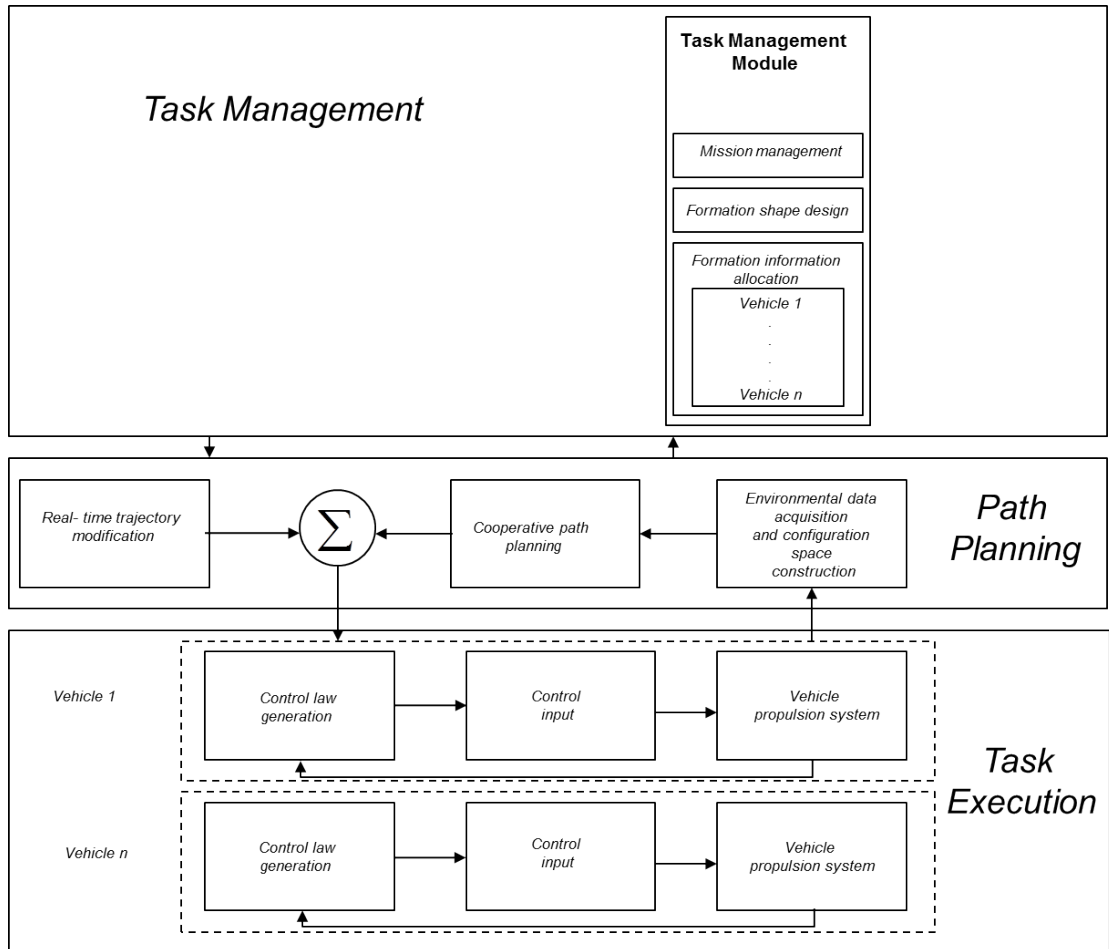 Task Management
Task Management
Module
Mission management
Formation shape design
Formation information
allocation
Vehicle 1
.
.
.
.
Vehicle n
Real- time trajectory
modification
Σ
Cooperative path
planning
Environmental data
acquisition
and configuration
space
construction
Path
Planning
Vehicle 1
Control law
generation
Control
input
Vehicle
propulsion system
Task
Execution
Vehicle n
Control law
generation
Control
input
Vehicle
propulsion system